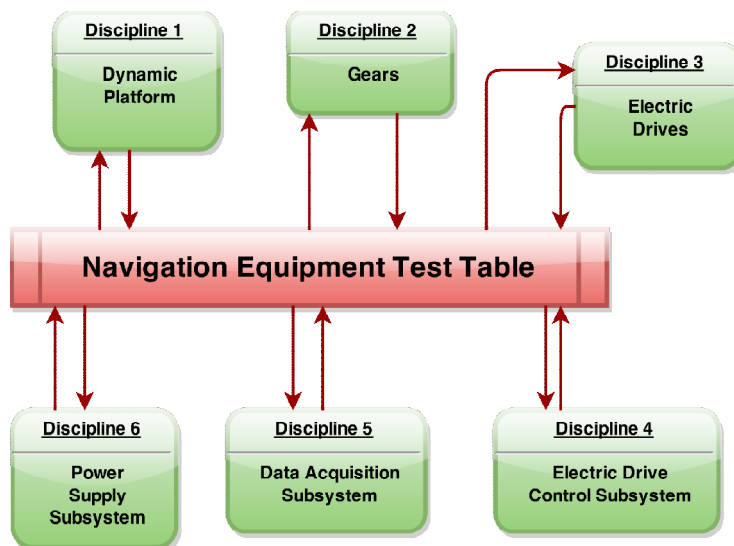 Discipline 1
Dynamic
Platform
Discipline 2
Gears
Discipline 3
Electric
Drives
Navigation Equipment Test Table
Discipline 6
Power
Supply
Subsystem
Discipline 5
Data Acquisition
Subsystem
Discipline 4
Electric Drive
Control Subsystem